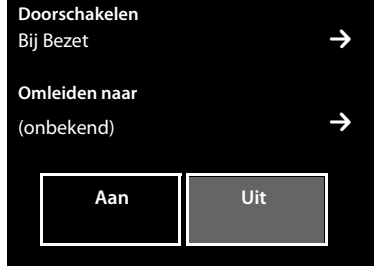 Doorschakelen
Bij Bezet
Omleiden naar
(onbekend)
Aan Uit